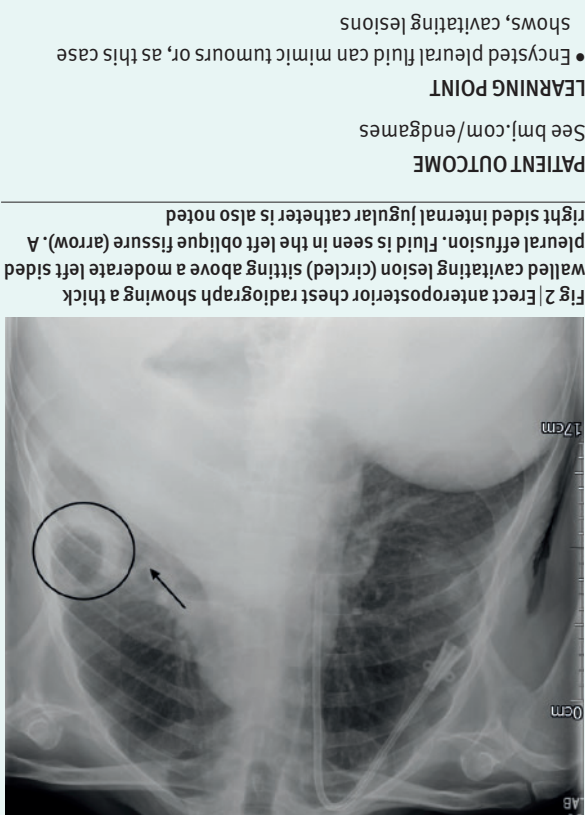 AB
0cm
17cm
Fig 2 | Erect anteroposterior chest radiograph showing a thick
walled cavitating lesion (circled) sitting above a moderate left sided
pleural effusion. Fluid is seen in the left oblique fissure (arrow). A
right sided internal jugular catheter is also noted
PATIENT OUTCOME
See bmj.com/endgames
LEARNING POINT
• Encysted pleural fluid can mimic tumours or, as this case
shows, cavitating lesions